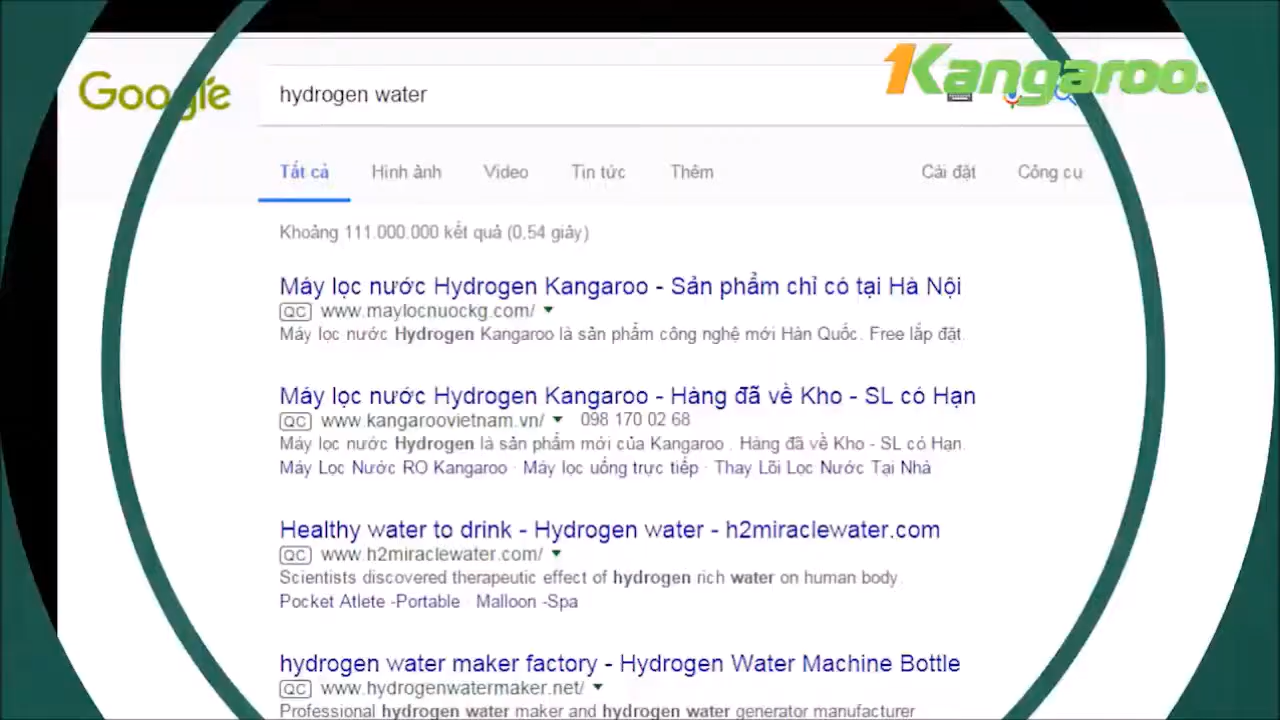 Google
hydrogen water
1Kangaroo.
Tất cả Hình ảnh Video Tin tức Thêm Cài đặt Công cụ
Khoảng 111.000.000 kết quả (0,54 giây)
Máy lọc nước Hydrogen Kangaroo - Sản phẩm chỉ có tại Hà Nội
QC www.maylocnuockg.com/
Máy lọc nước Hydrogen Kangaroo là sản phẩm công nghệ mới Hàn Quốc. Free lắp đặt.
Máy lọc nước Hydrogen Kangaroo - Hàng đã về Kho - SL có Hạn
QC www.kangaroovietnam.vn/ 098 170 02 68
Máy lọc nước Hydrogen là sản phẩm mới của Kangaroo . Hàng đã về Kho - SL có Hạn.
Máy Lọc Nước RO Kangaroo · Máy lọc uống trực tiếp · Thay Lõi Lọc Nước Tại Nhà
Healthy water to drink - Hydrogen water - h2miraclewater.com
QC www.h2miraclewater.com/
Scientists discovered therapeutic effect of hydrogen rich water on human body.
Pocket Atlete -Portable · Malloon -Spa
hydrogen water maker factory - Hydrogen Water Machine Bottle
QC www.hydrogenwatermaker.net/
Professional hydrogen water maker and hydrogen water generator manufacturer